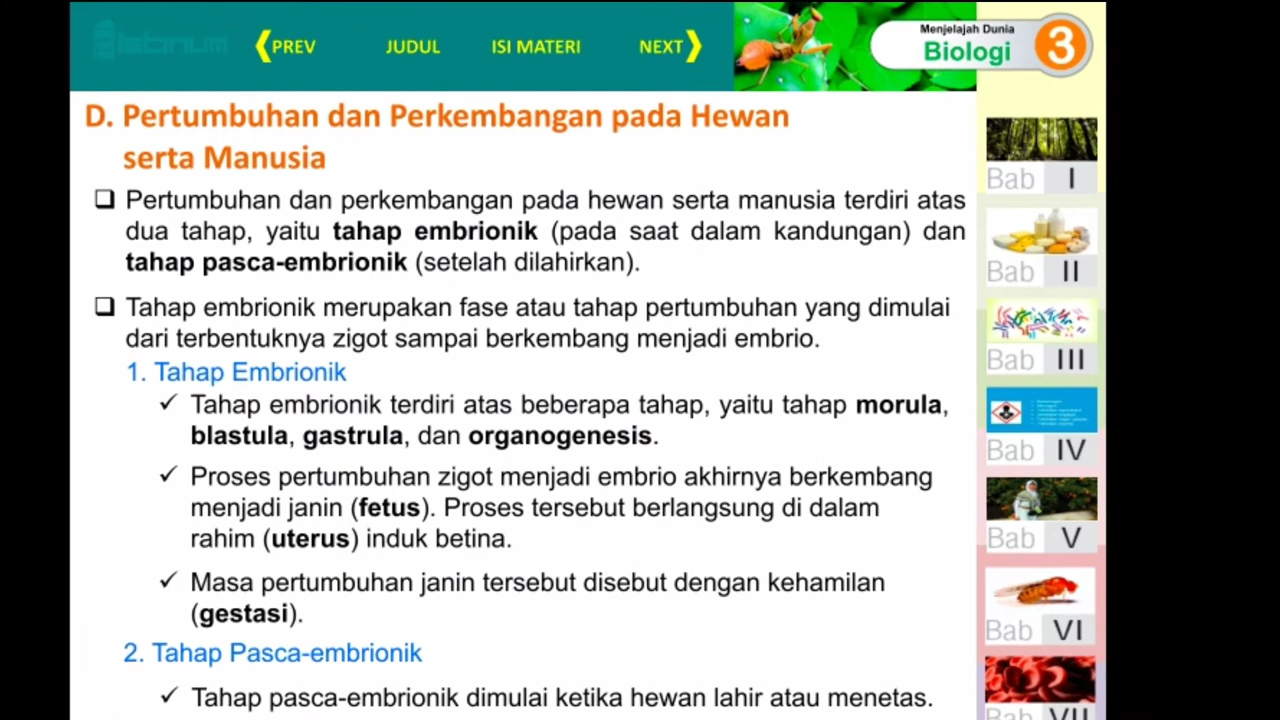 Platinum
PREV
JUDUL
ISI MATERI
NEXT
Menjelajah Dunia
Biologi
3
D. Pertumbuhan dan Perkembangan pada Hewan
serta Manusia
Pertumbuhan dan perkembangan pada hewan serta manusia terdiri atas
dua tahap, yaitu tahap embrionik (pada saat dalam kandungan) dan
tahap pasca-embrionik (setelah dilahirkan).
Tahap embrionik merupakan fase atau tahap pertumbuhan yang dimulai
dari terbentuknya zigot sampai berkembang menjadi embrio.
1. Tahap Embrionik
Tahap embrionik terdiri atas beberapa tahap, yaitu tahap morula,
blastula, gastrula, dan organogenesis.
Proses pertumbuhan zigot menjadi embrio akhirnya berkembang
menjadi janin (fetus). Proses tersebut berlangsung di dalam
rahim (uterus) induk betina.
Masa pertumbuhan janin tersebut disebut dengan kehamilan
(gestasi).
2. Tahap Pasca-embrionik
Tahap pasca-embrionik dimulai ketika hewan lahir atau menetas.
Bab I
Bab II
Bab III
Bab IV
Bab V
Bab VI
Bab VII